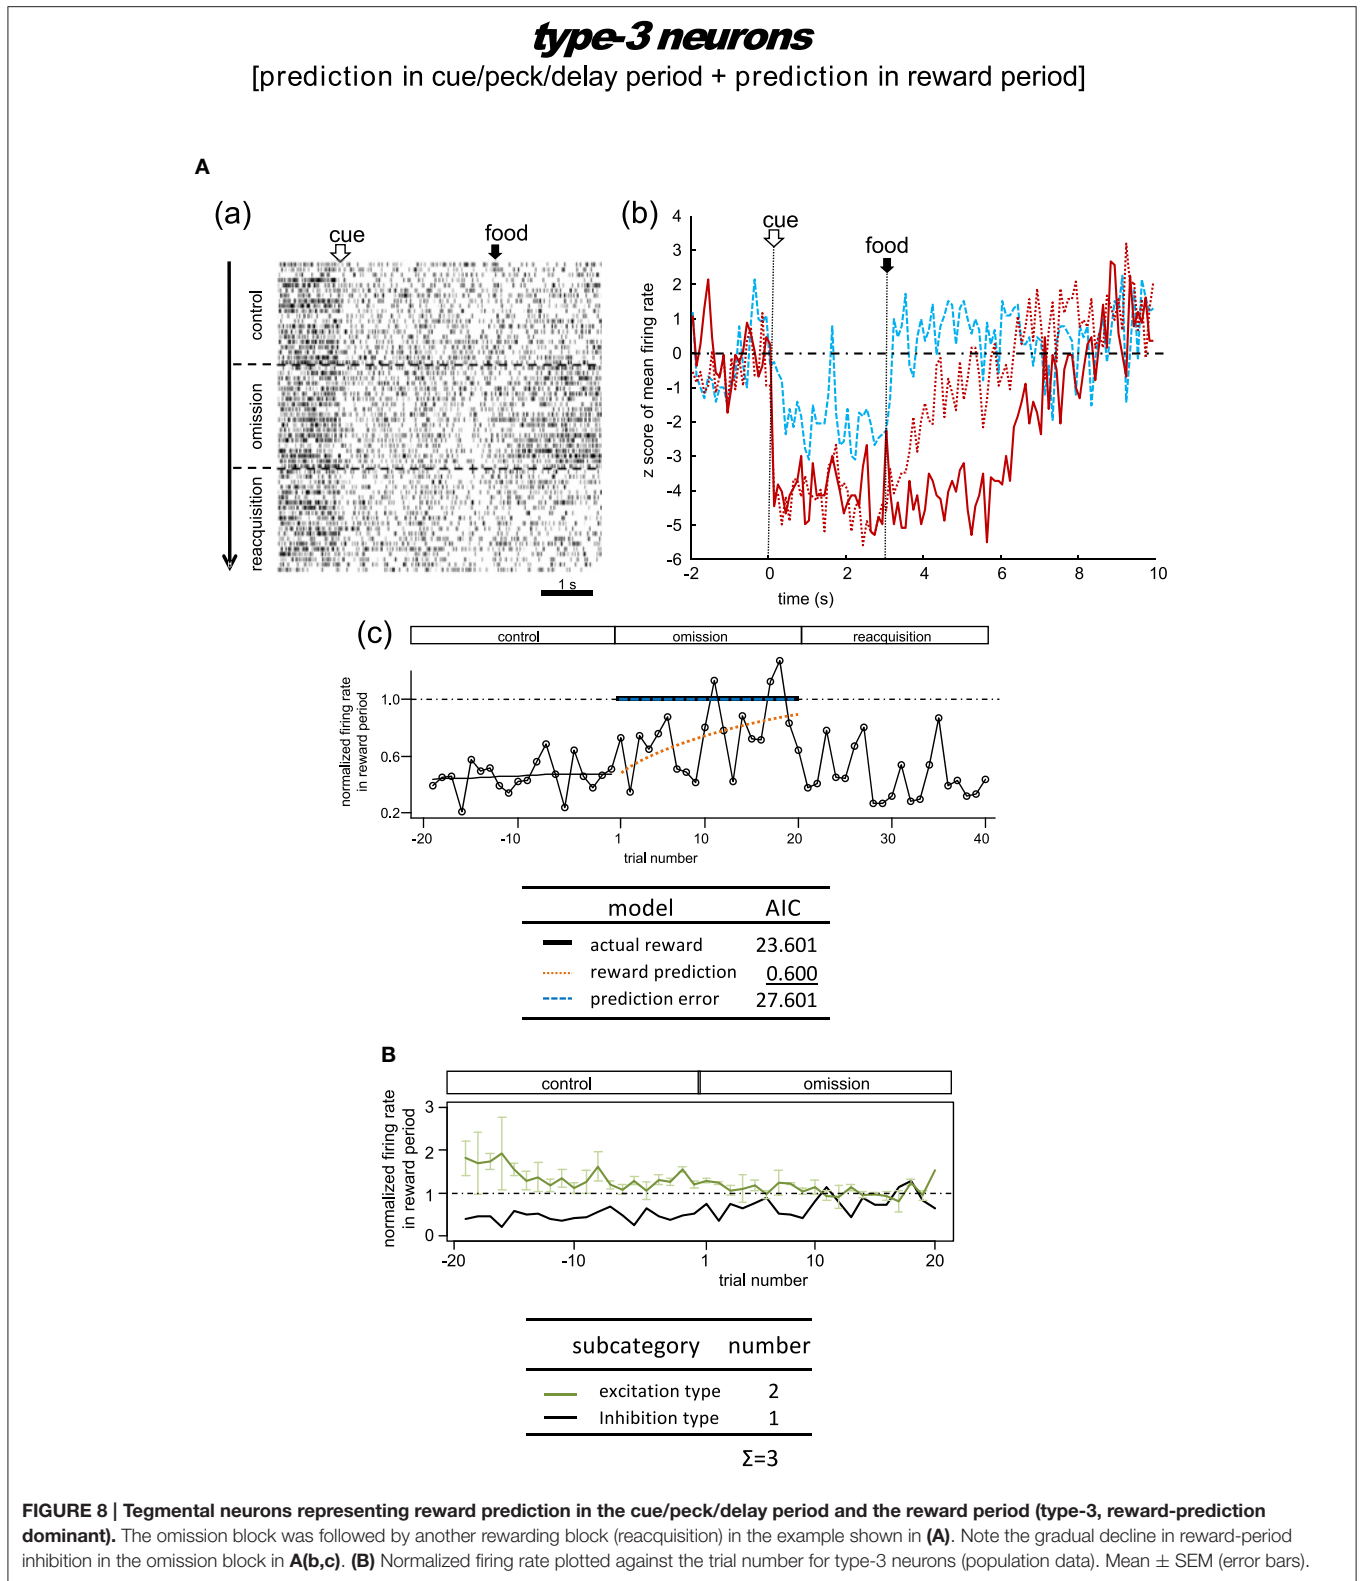 type-3 neurons
[prediction in cue/peck/delay period + prediction in reward period]
A
(a)
cue
food
control
omission
reacquisition
1 s
(b)
cue
food
z score of mean firing rate
4
3
2
1
0
-1
-2
-3
-4
-5
-6
-2
0
2
4
6
8
10
time (s)
(c)
control
omission
reacquisition
normalized firing rate
in reward period
1.0
0.6
0.2
-20
-10
1
10
20
30
40
trial number
model AIC
actual reward 23.601
reward prediction 0.600
prediction error 27.601
B
control
omission
normalized firing rate
in reward period
3
2
1
0
-20
-10
1
10
20
trial number
subcategory number
excitation type 2
Inhibition type 1
Σ=3
FIGURE 8 | Tegmental neurons representing reward prediction in the cue/peck/delay period and the reward period (type-3, reward-prediction
dominant). The omission block was followed by another rewarding block (reacquisition) in the example shown in (A). Note the gradual decline in reward-period
inhibition in the omission block in A(b,c). (B) Normalized firing rate plotted against the trial number for type-3 neurons (population data). Mean ± SEM (error bars).